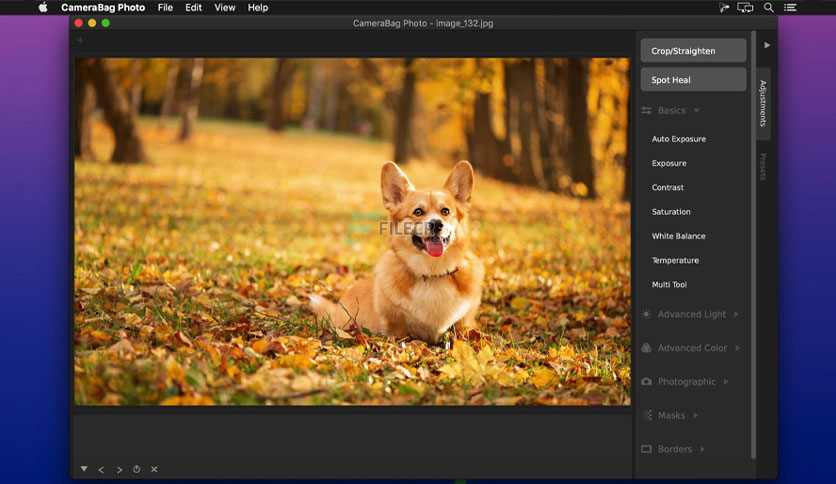 CameraBag Photo File Edit View Help
CameraBag Photo - image_132.jpg
Crop/Straighten
Spot Heal
Basics
Auto Exposure
Exposure
Contrast
Saturation
White Balance
Temperature
Multi Tool
Advanced Light
Advanced Color
Photographic
Masks
Borders
Adjustments
Presets